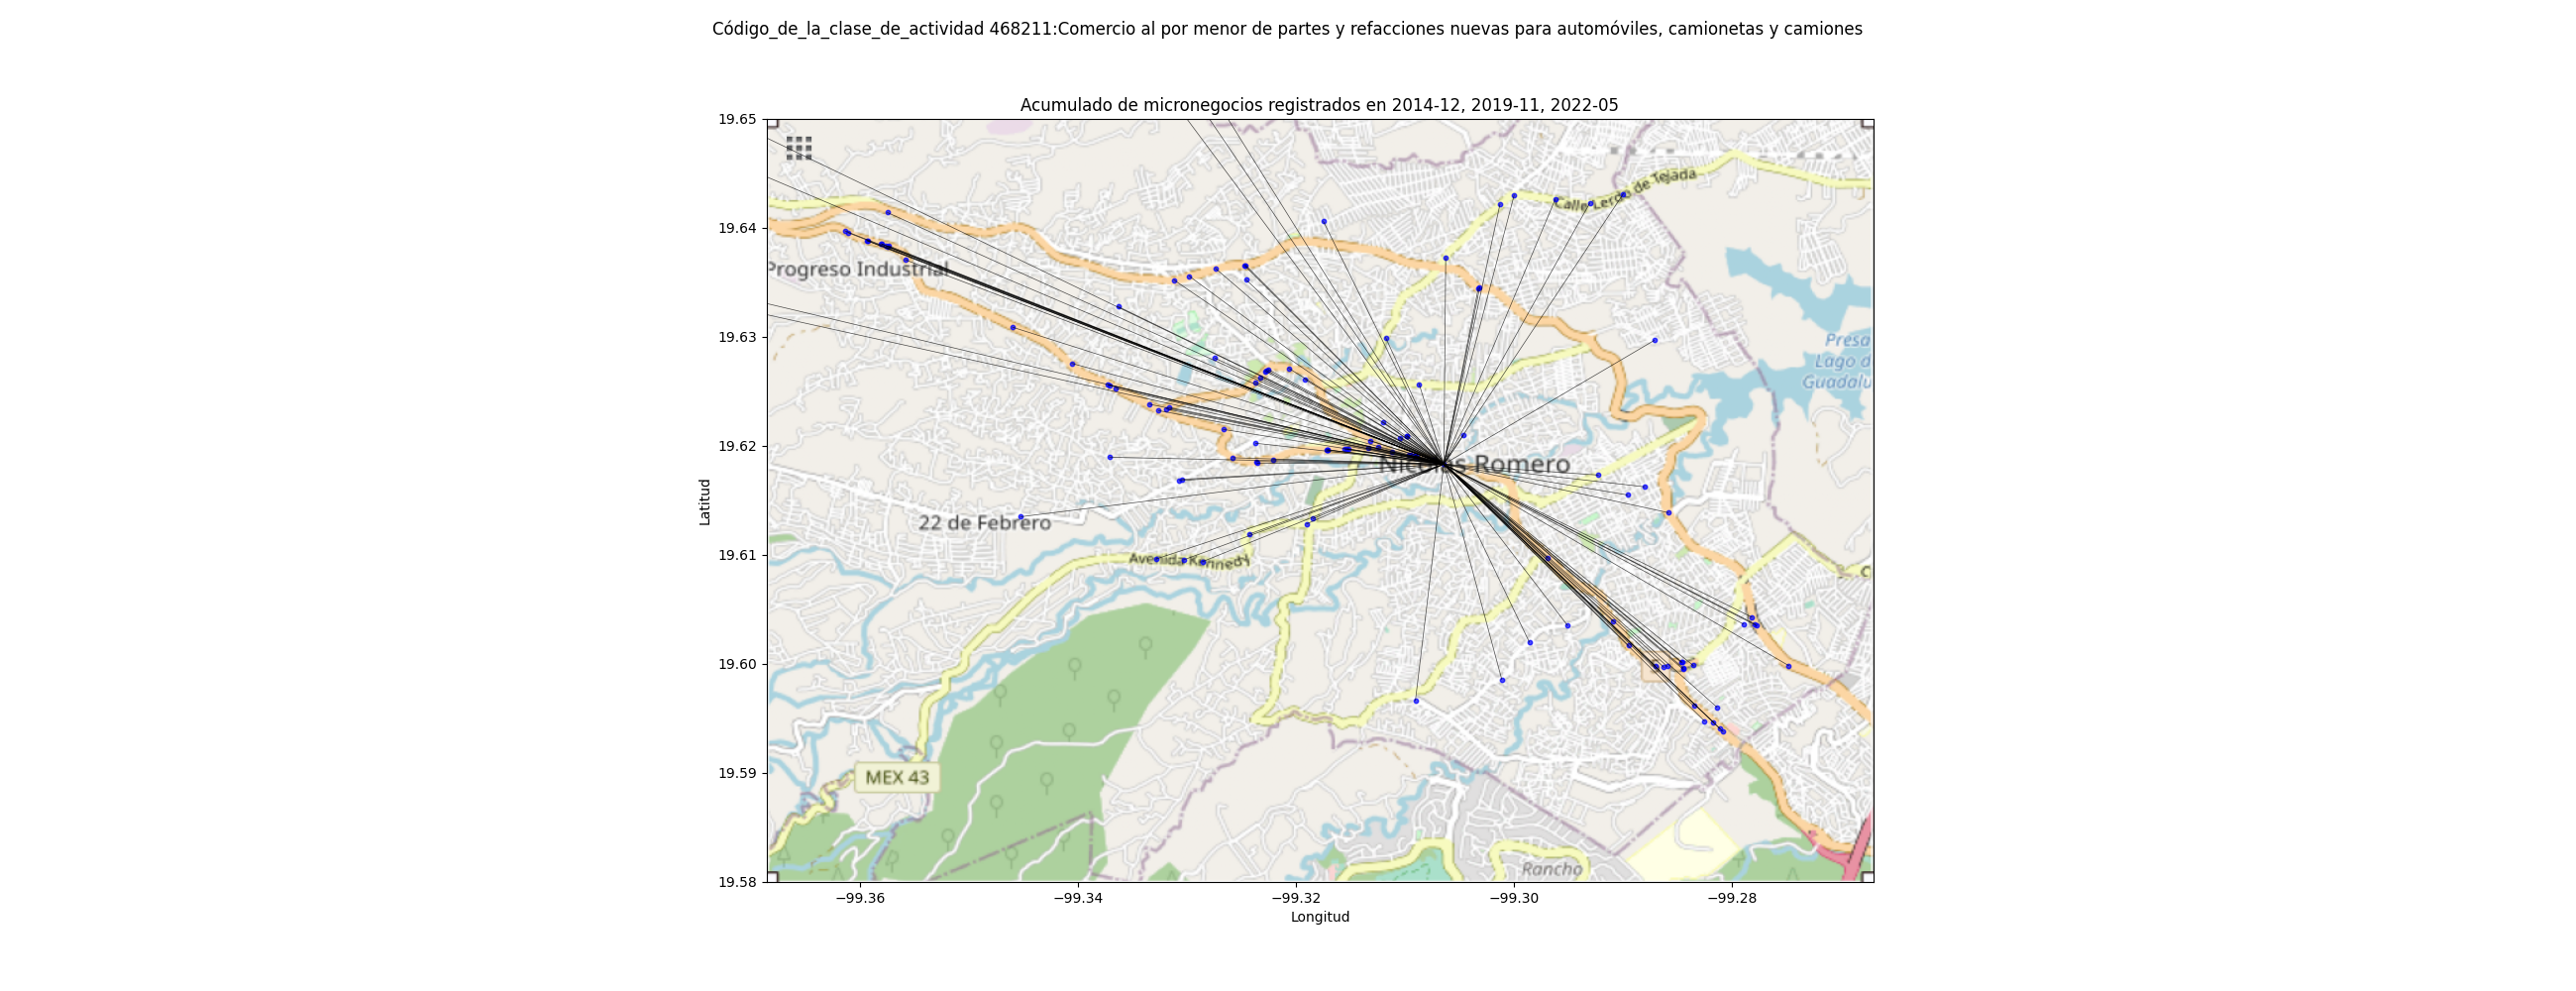 Código_de_la_clase_de_actividad 468211:Comercio al por menor de partes y refacciones nuevas para automóviles, camionetas y camiones
Acumulado de micronegocios registrados en 2014-12, 2019-11, 2022-05
19.65
19.64
19.63
19.62
19.61
19.60
19.59
19.58
Latitud
Calle Lerdo de Tejada
Progreso Industrial
Presa
Lago d
Guadalu
Nicolás Romero
22 de Febrero
Avenida Kennedy
MEX 43
Rancho
−99.36
−99.34
−99.32
−99.30
−99.28
Longitud